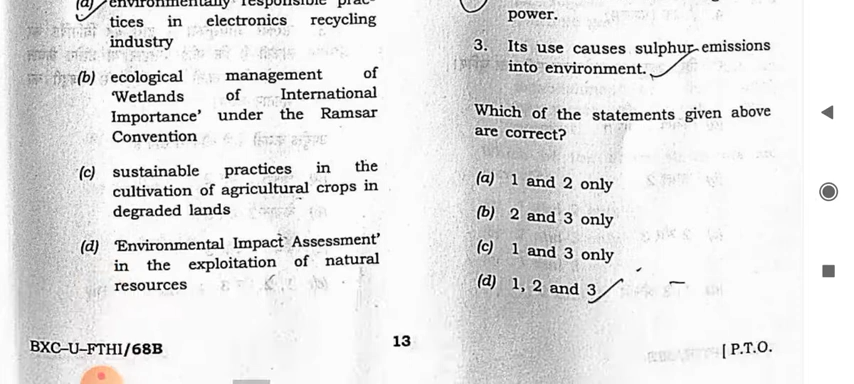 (a) environmentally responsible prac-
tices in electronics recycling
industry
(b) ecological management of
'Wetlands of International
Importance' under the Ramsar
Convention
(c) sustainable practices in the
cultivation of agricultural crops in
degraded lands
(d) 'Environmental Impact Assessment'
in the exploitation of natural
resources
BXC-U-FTHI/68B
13
power.
3. Its use causes sulphur emissions
into environment.
Which of the statements given above
are correct?
(a) 1 and 2 only
(b) 2 and 3 only
(c) 1 and 3 only
(d) 1, 2 and 3
[ P.T.O.